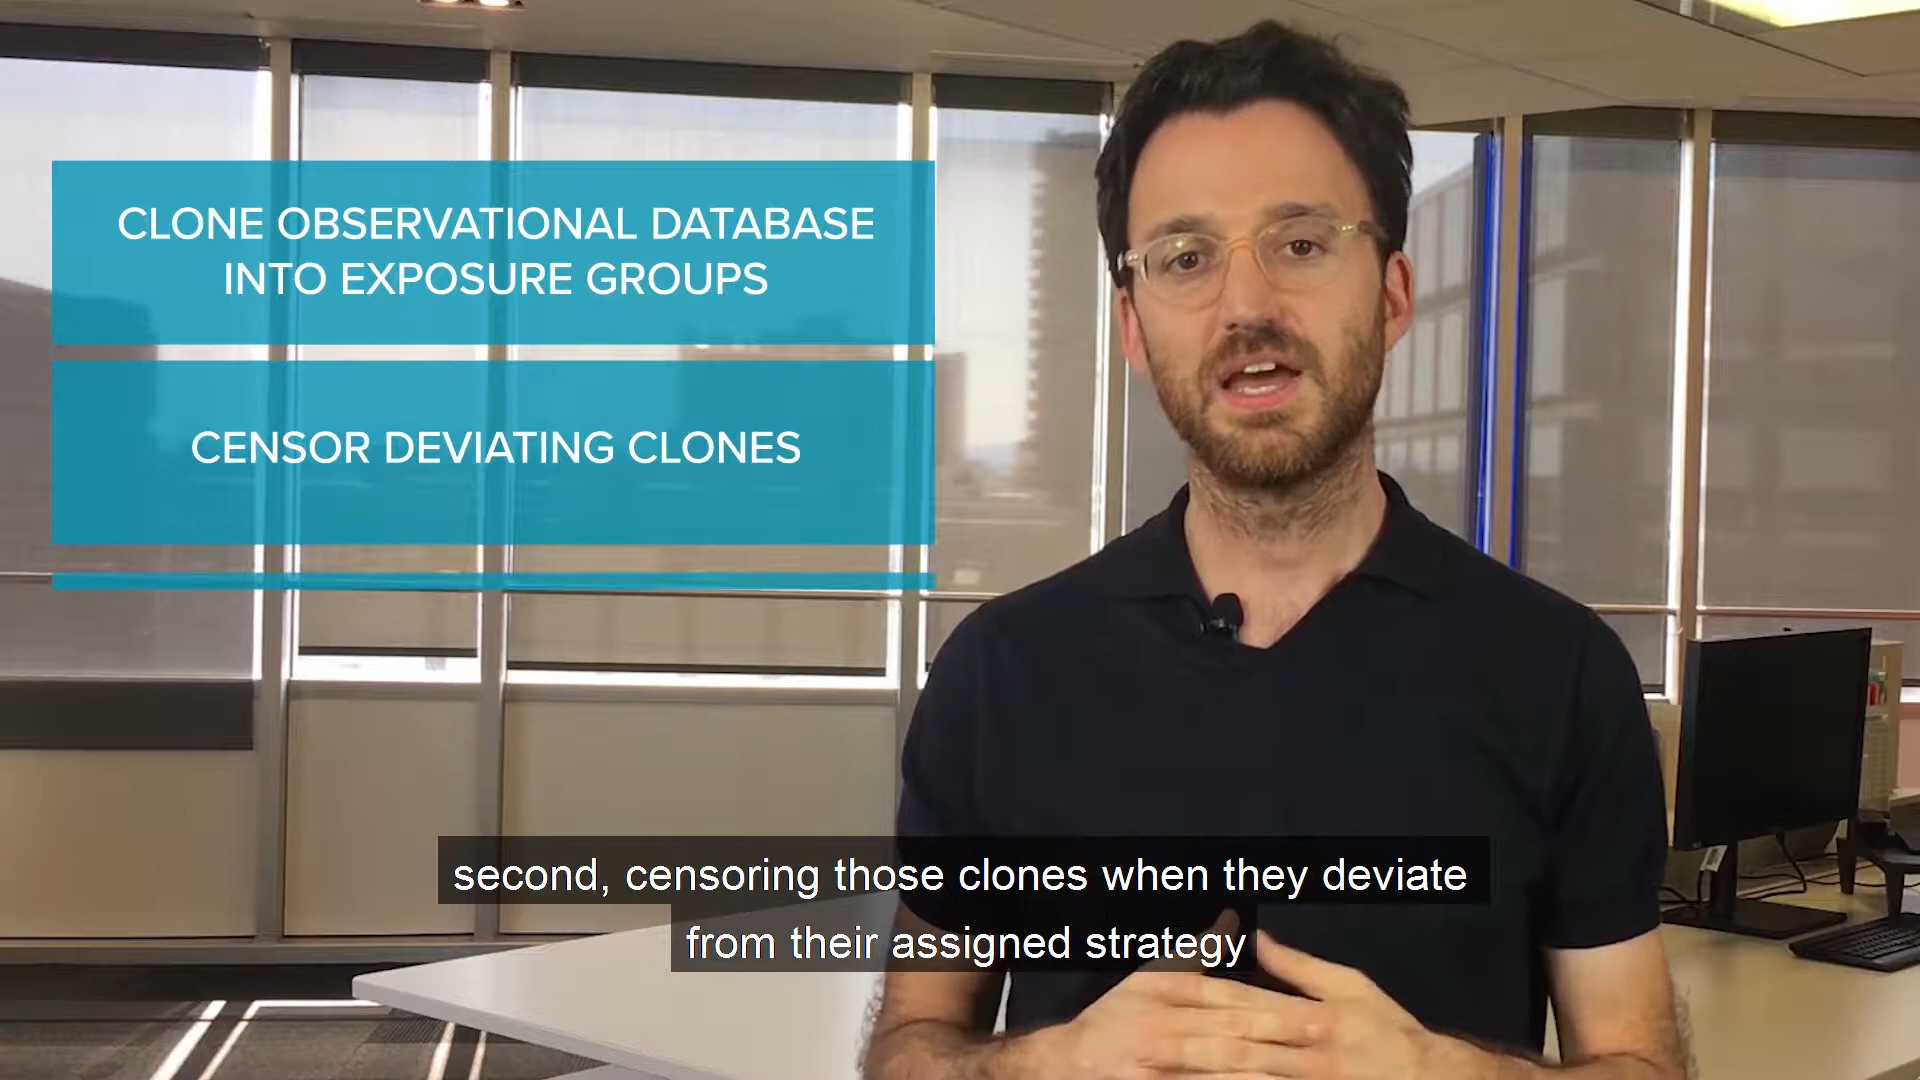 CLONE OBSERVATIONAL DATABASE
INTO EXPOSURE GROUPS
CENSOR DEVIATING CLONES
second, censoring those clones when they deviate
from their assigned strategy